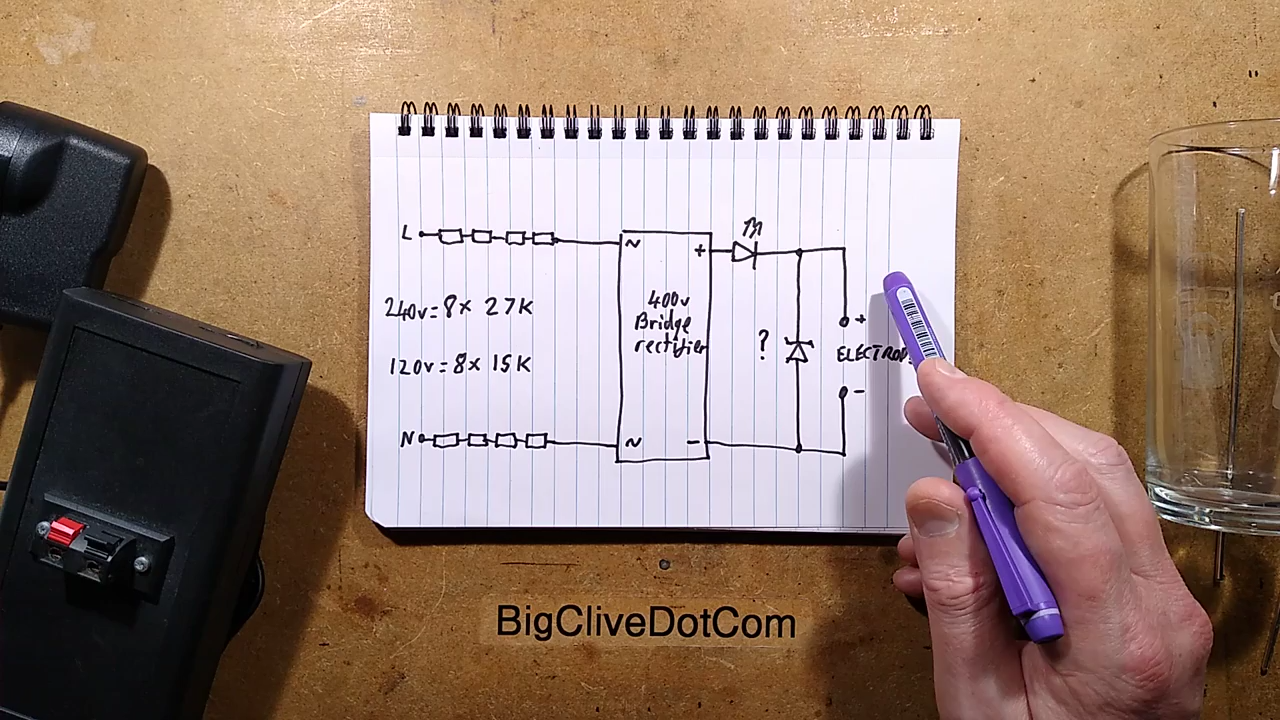 L
~
+
240v = 8 x 27K
400v
Bridge
rectifier
?
+
120v = 8 x 15K
-
N
~
-
BigCliveDotCom